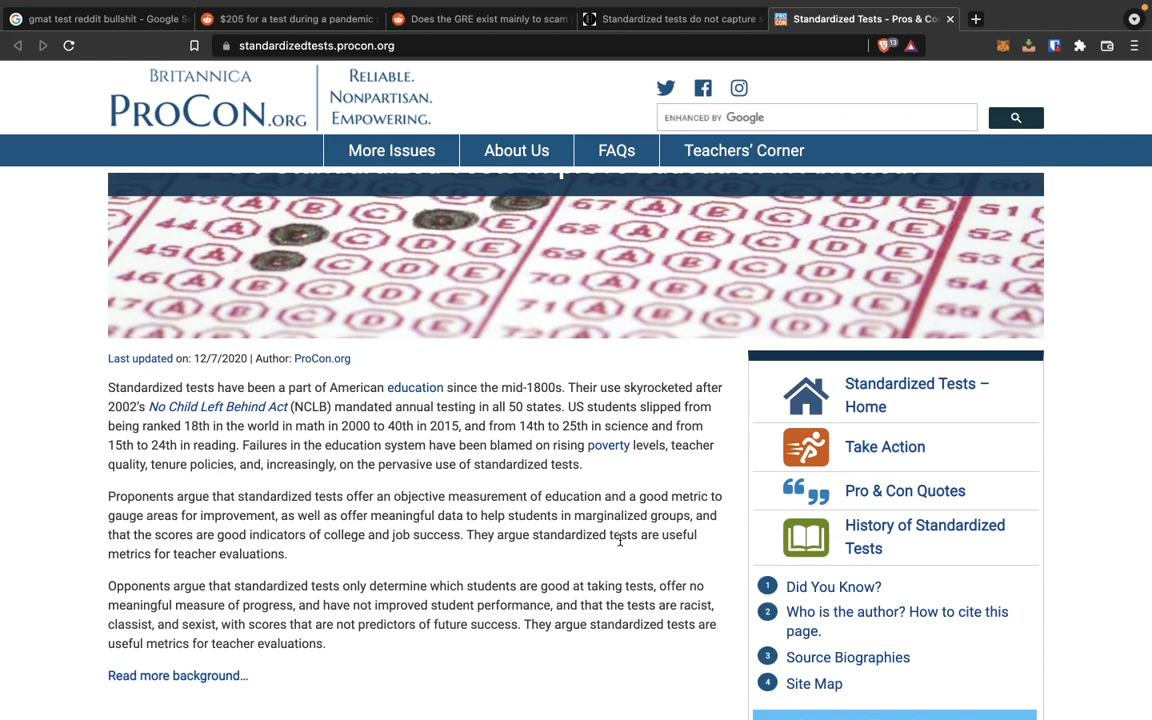 gmat test reddit bullshit - Google S
$205 for a test during a pandemic :
Does the GRE exist mainly to scam
Standardized tests do not capture s
Standardized Tests - Pros & Co
standardizedtests.procon.org
13
BRITANNICA
PROCON.ORG
RELIABLE.
NONPARTISAN.
EMPOWERING.
ENHANCED BY Google
More Issues
About Us
FAQs
Teachers' Corner
Do Standardized Tests Improve Education in America?
Last updated on: 12/7/2020 | Author: ProCon.org
Standardized tests have been a part of American education since the mid-1800s. Their use skyrocketed after
2002's No Child Left Behind Act (NCLB) mandated annual testing in all 50 states. US students slipped from
being ranked 18th in the world in math in 2000 to 40th in 2015, and from 14th to 25th in science and from
15th to 24th in reading. Failures in the education system have been blamed on rising poverty levels, teacher
quality, tenure policies, and, increasingly, on the pervasive use of standardized tests.
Proponents argue that standardized tests offer an objective measurement of education and a good metric to
gauge areas for improvement, as well as offer meaningful data to help students in marginalized groups, and
that the scores are good indicators of college and job success. They argue standardized tests are useful
metrics for teacher evaluations.
Opponents argue that standardized tests only determine which students are good at taking tests, offer no
meaningful measure of progress, and have not improved student performance, and that the tests are racist,
classist, and sexist, with scores that are not predictors of future success. They argue standardized tests are
useful metrics for teacher evaluations.
Read more background...
Standardized Tests –
Home
Take Action
Pro & Con Quotes
History of Standardized
Tests
1 Did You Know?
2 Who is the author? How to cite this
page.
3 Source Biographies
4 Site Map